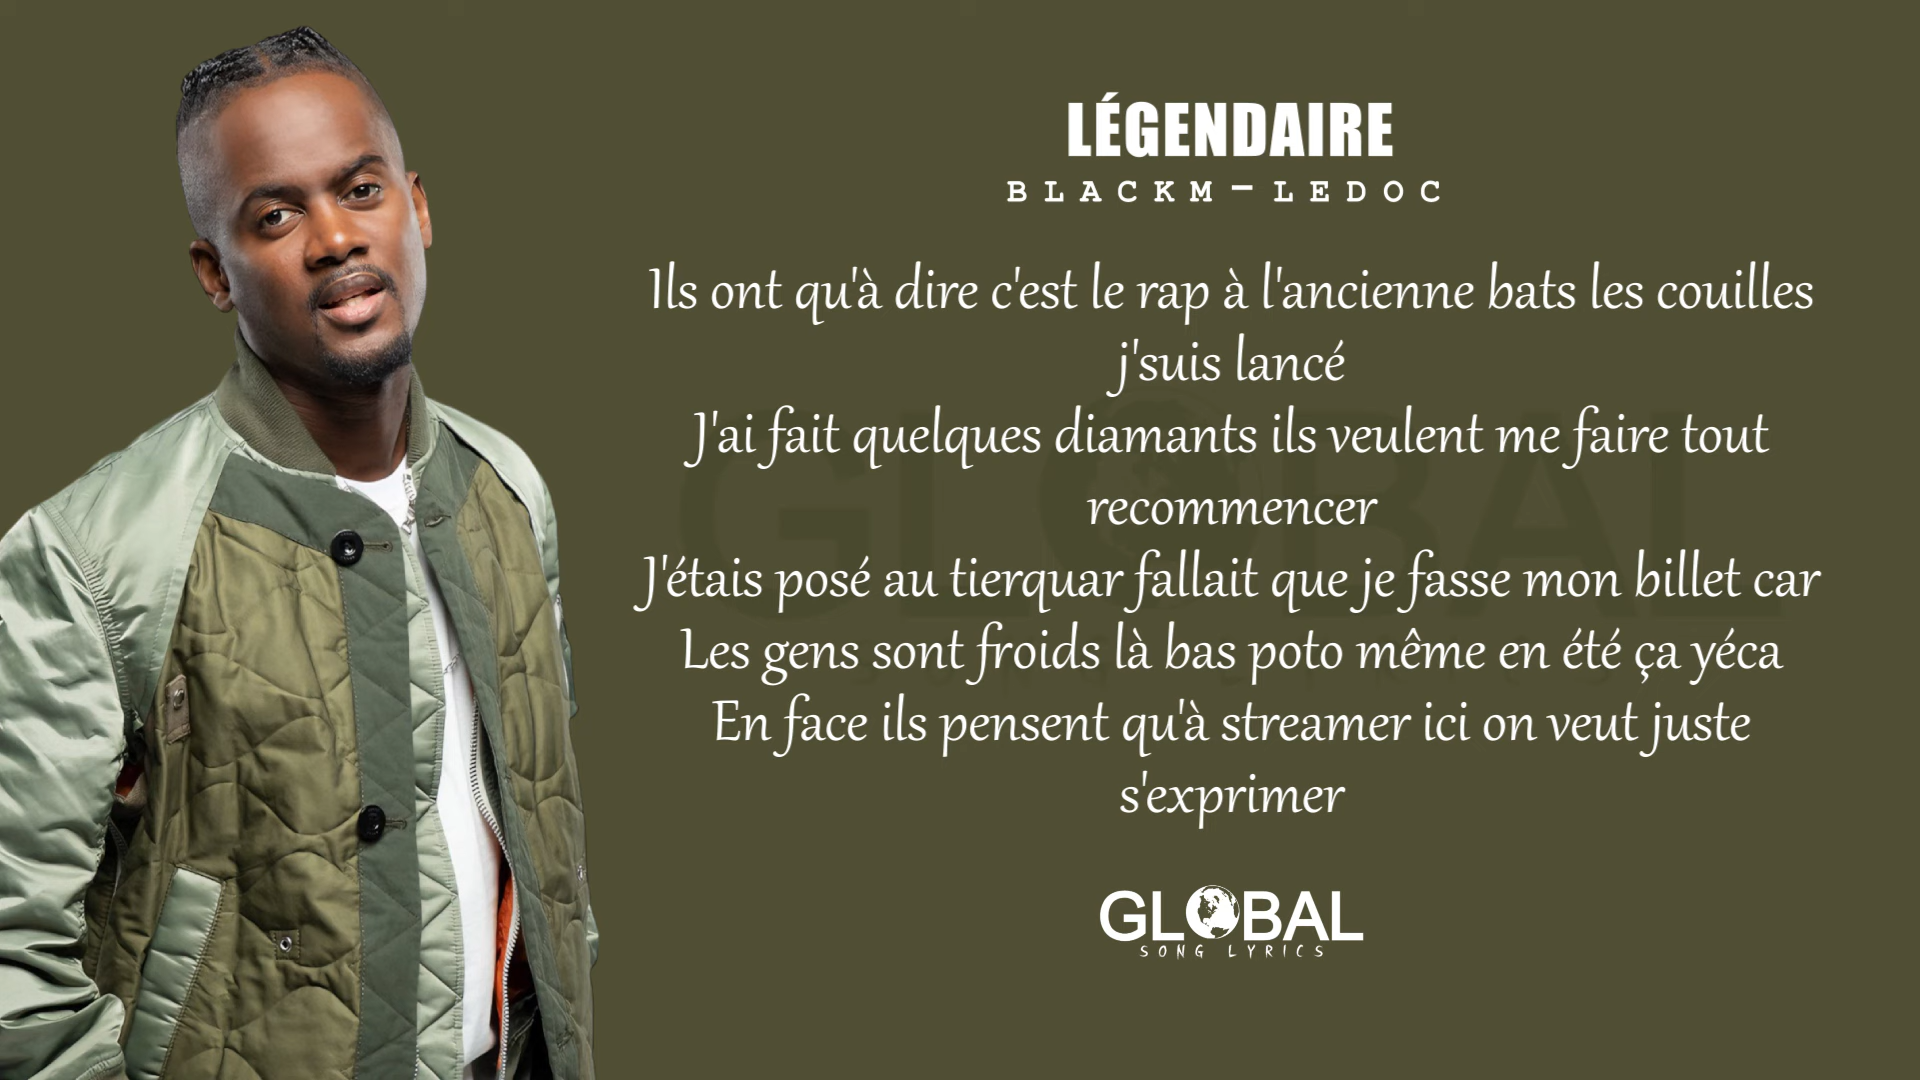 LÉGENDAIRE
BLACKM-LEDOC
Ils ont qu'à dire c'est le rap à l'ancienne bats les couilles
j'suis lancé
J'ai fait quelques diamants ils veulent me faire tout
recommencer
J'étais posé au tierquar fallait que je fasse mon billet car
Les gens sont froids là bas poto même en été ça yéca
En face ils pensent qu'à streamer ici on veut juste
s'exprimer
GLOBAL
SONG LYRICS